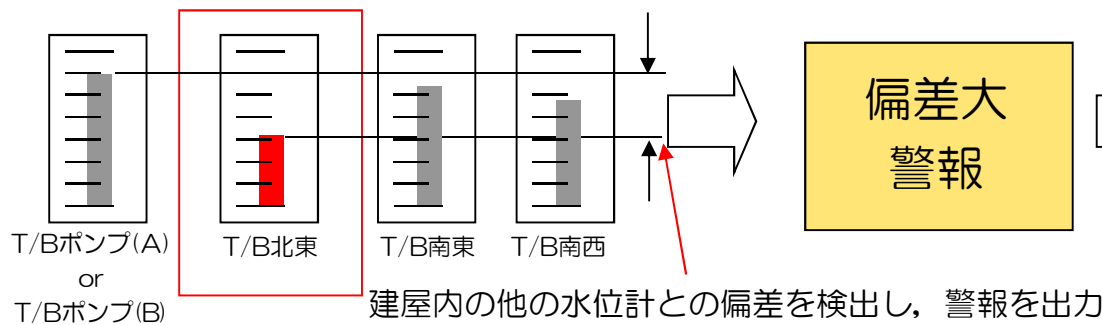 偏差大
警報
T/Bポンプ(A)
or
T/Bポンプ(B)
T/B北東
T/B南東
T/B南西
建屋内の他の水位計との偏差を検出し，警報を出力